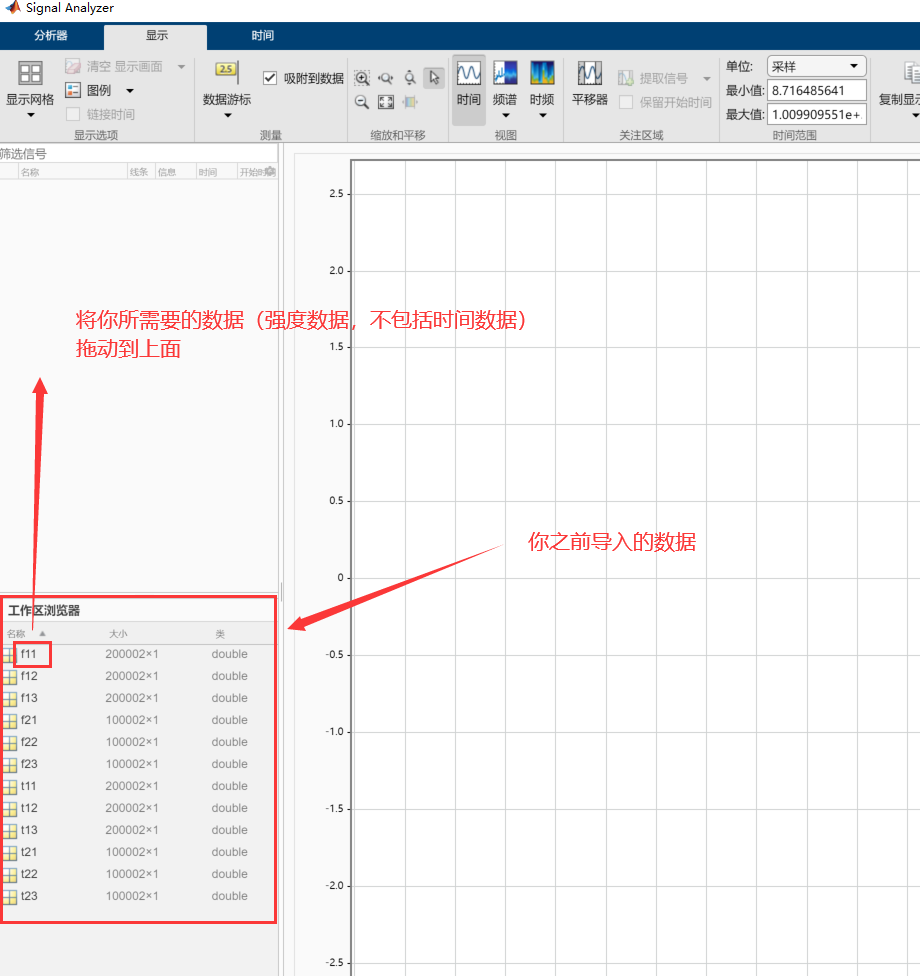 Signal Analyzer
分析器 显示 时间
清空 显示画面
图例
链接时间
显示网格
显示选项
2.5
数据游标
吸附到数据
测量
缩放和平移
时间 频谱 时频
视图
平移器
提取信号
保留开始时间
关注区域
单位: 采样
最小值: 8.716485641
最大值: 1.009909551e+.
时间范围
复制显示
筛选信号
名称 线条 信息 时间 开始时间
2.5
2.0
将你所需要的数据（强度数据，不包括时间数据）
拖动到上面
1.5
1.0
0.5
你之前导入的数据
0
工作区浏览器
名称 大小 类
f11 200002×1 double
-0.5
f12 200002×1 double
f13 200002×1 double
f21 100002×1 double
-1.0
f22 100002×1 double
f23 100002×1 double
t11 200002×1 double
t12 200002×1 double
-1.5
t13 200002×1 double
t21 100002×1 double
t22 100002×1 double
-2.0
t23 100002×1 double
-2.5